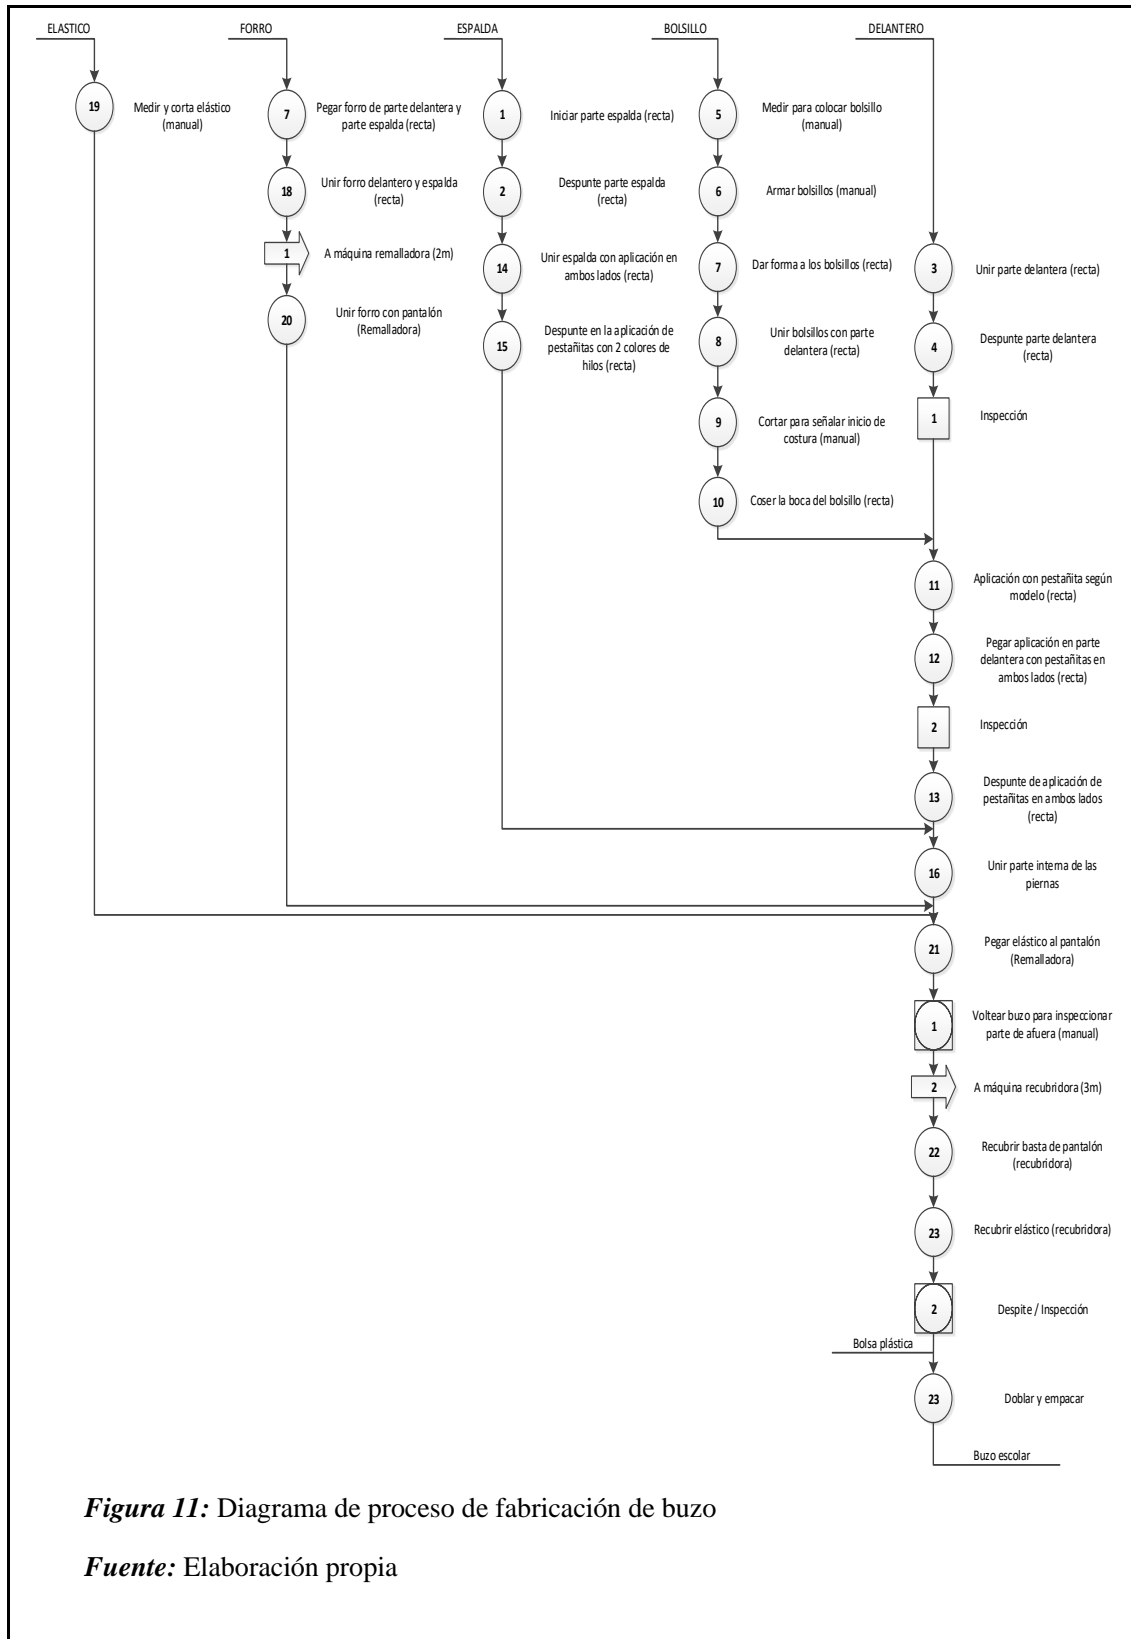 ELASTICO
FORRO
ESPALDA
BOLSILLO
DELANTERO
19
Medir y corta elástico
(manual)
7
Pegar forro de parte delantera y
parte espalda (recta)
18
Unir forro delantero y espalda
(recta)
1
A máquina remalladora (2m)
20
Unir forro con pantalón
(Remalladora)
1
Iniciar parte espalda (recta)
2
Despunte parte espalda
(recta)
14
Unir espalda con aplicación en
ambos lados (recta)
15
Despunte en la aplicación de
pestañitas con 2 colores de
hilos (recta)
5
Medir para colocar bolsillo
(manual)
6
Armar bolsillos (manual)
7
Dar forma a los bolsillos (recta)
8
Unir bolsillos con parte
delantera (recta)
9
Cortar para señalar inicio de
costura (manual)
10
Coser la boca del bolsillo (recta)
3
Unir parte delantera (recta)
4
Despunte parte delantera
(recta)
1
Inspección
11
Aplicación con pestañita según
modelo (recta)
12
Pegar aplicación en parte
delantera con pestañitas en
ambos lados (recta)
2
Inspección
13
Despunte de aplicación de
pestañitas en ambos lados
(recta)
16
Unir parte interna de las
piernas
21
Pegar elástico al pantalón
(Remalladora)
1
Voltear buzo para inspeccionar
parte de afuera (manual)
2
A máquina recubridora (3m)
22
Recubrir basta de pantalón
(recubridora)
23
Recubrir elástico (recubridora)
2
Despite / Inspección
Bolsa plástica
23
Doblar y empacar
Buzo escolar
Figura 11: Diagrama de proceso de fabricación de buzo
Fuente: Elaboración propia